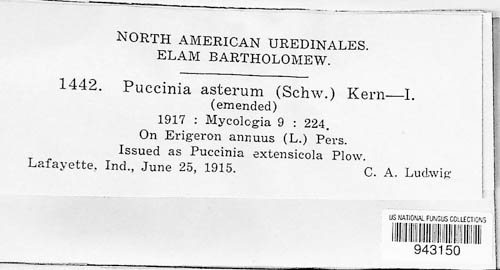 NORTH AMERICAN UREDINALES.
ELAM BARTHOLOMEW.
1442. Puccinia asterum (Schw.) Kern—I.
(emended)
1917 : Mycologia 9 : 224.
On Erigeron annuus (L.) Pers.
Issued as Puccinia extensicola Plow.
Lafayette, Ind., June 25, 1915. C. A. Ludwig
US NATIONAL FUNGUS COLLECTIONS
943150